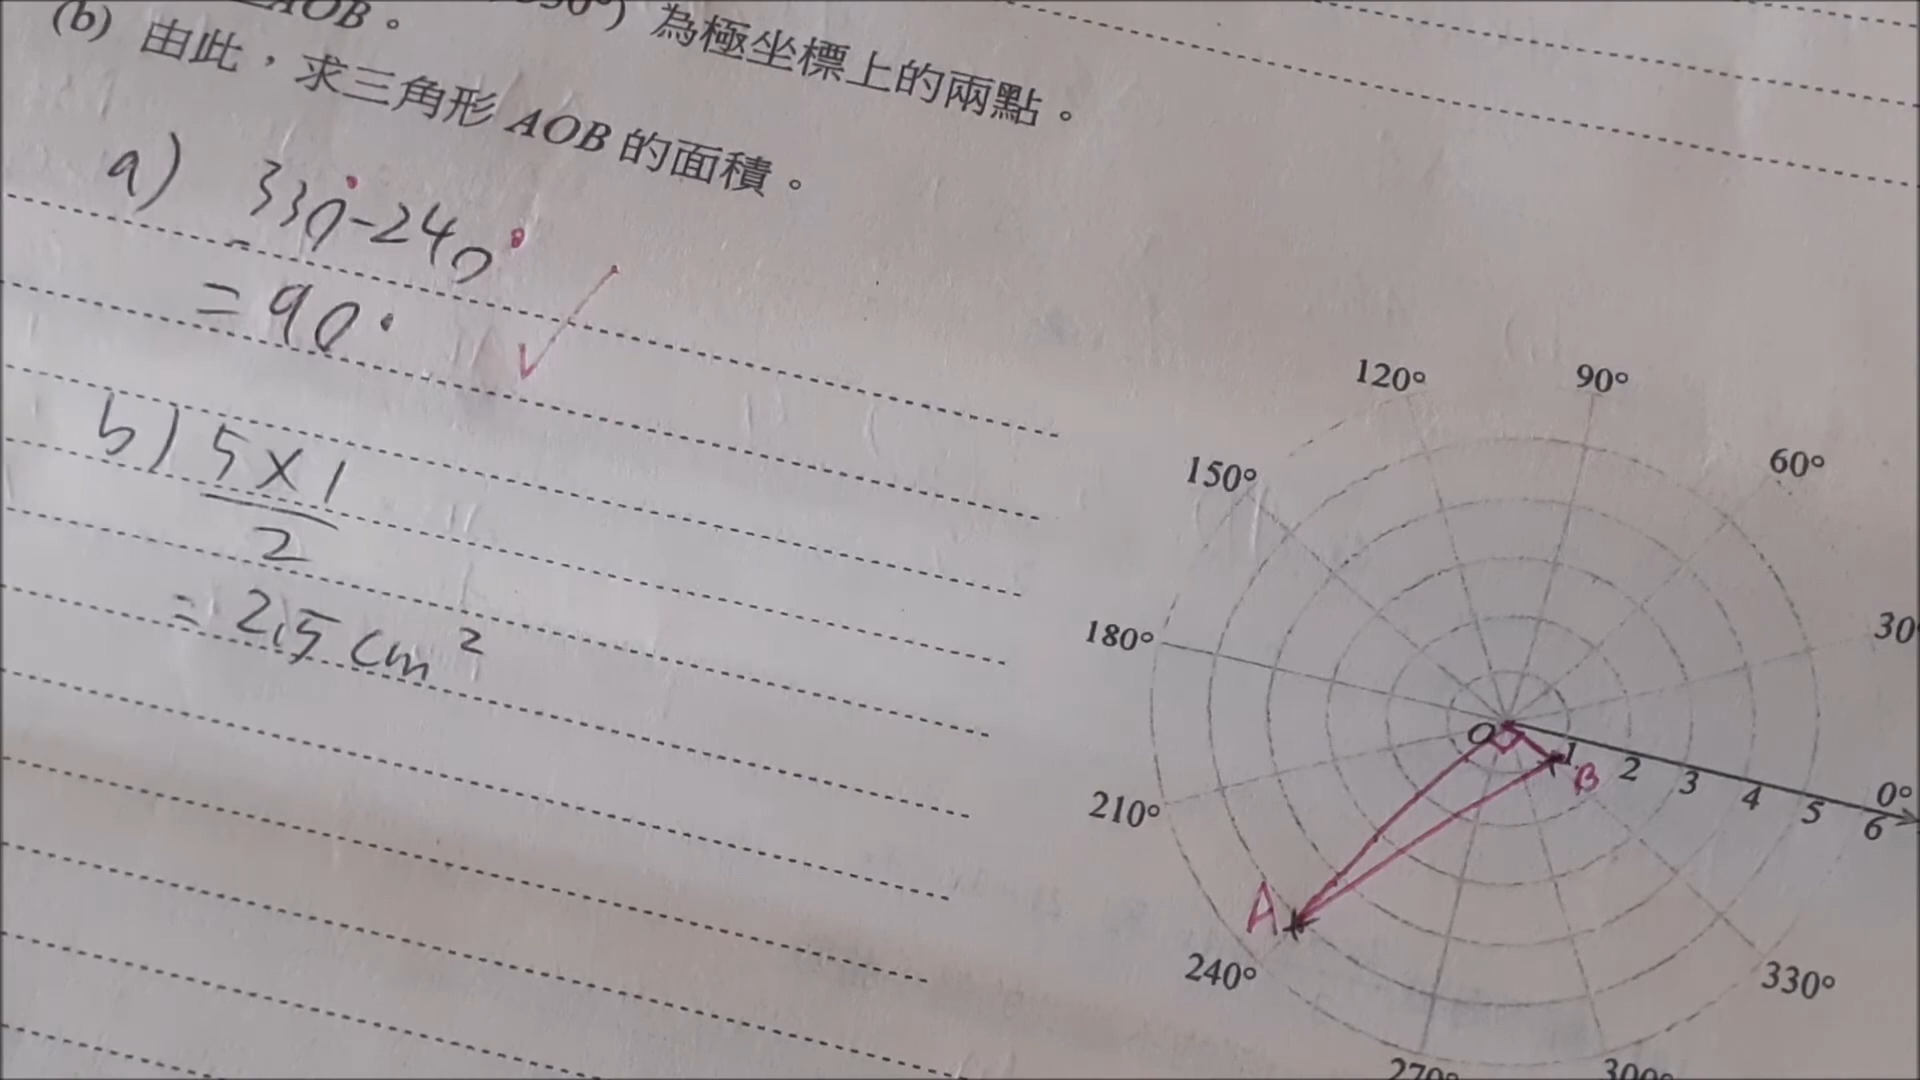 AOB。
為極坐標上的兩點。
(b) 由此，求三角形 AOB 的面積。
a) 330°-240°
= 90°
b) 5 X 1
2
= 2.5 cm²
120° 90°
150° 60°
180°
O 1 2 3 4 5 6
B
0°
210°
A
240° 330°